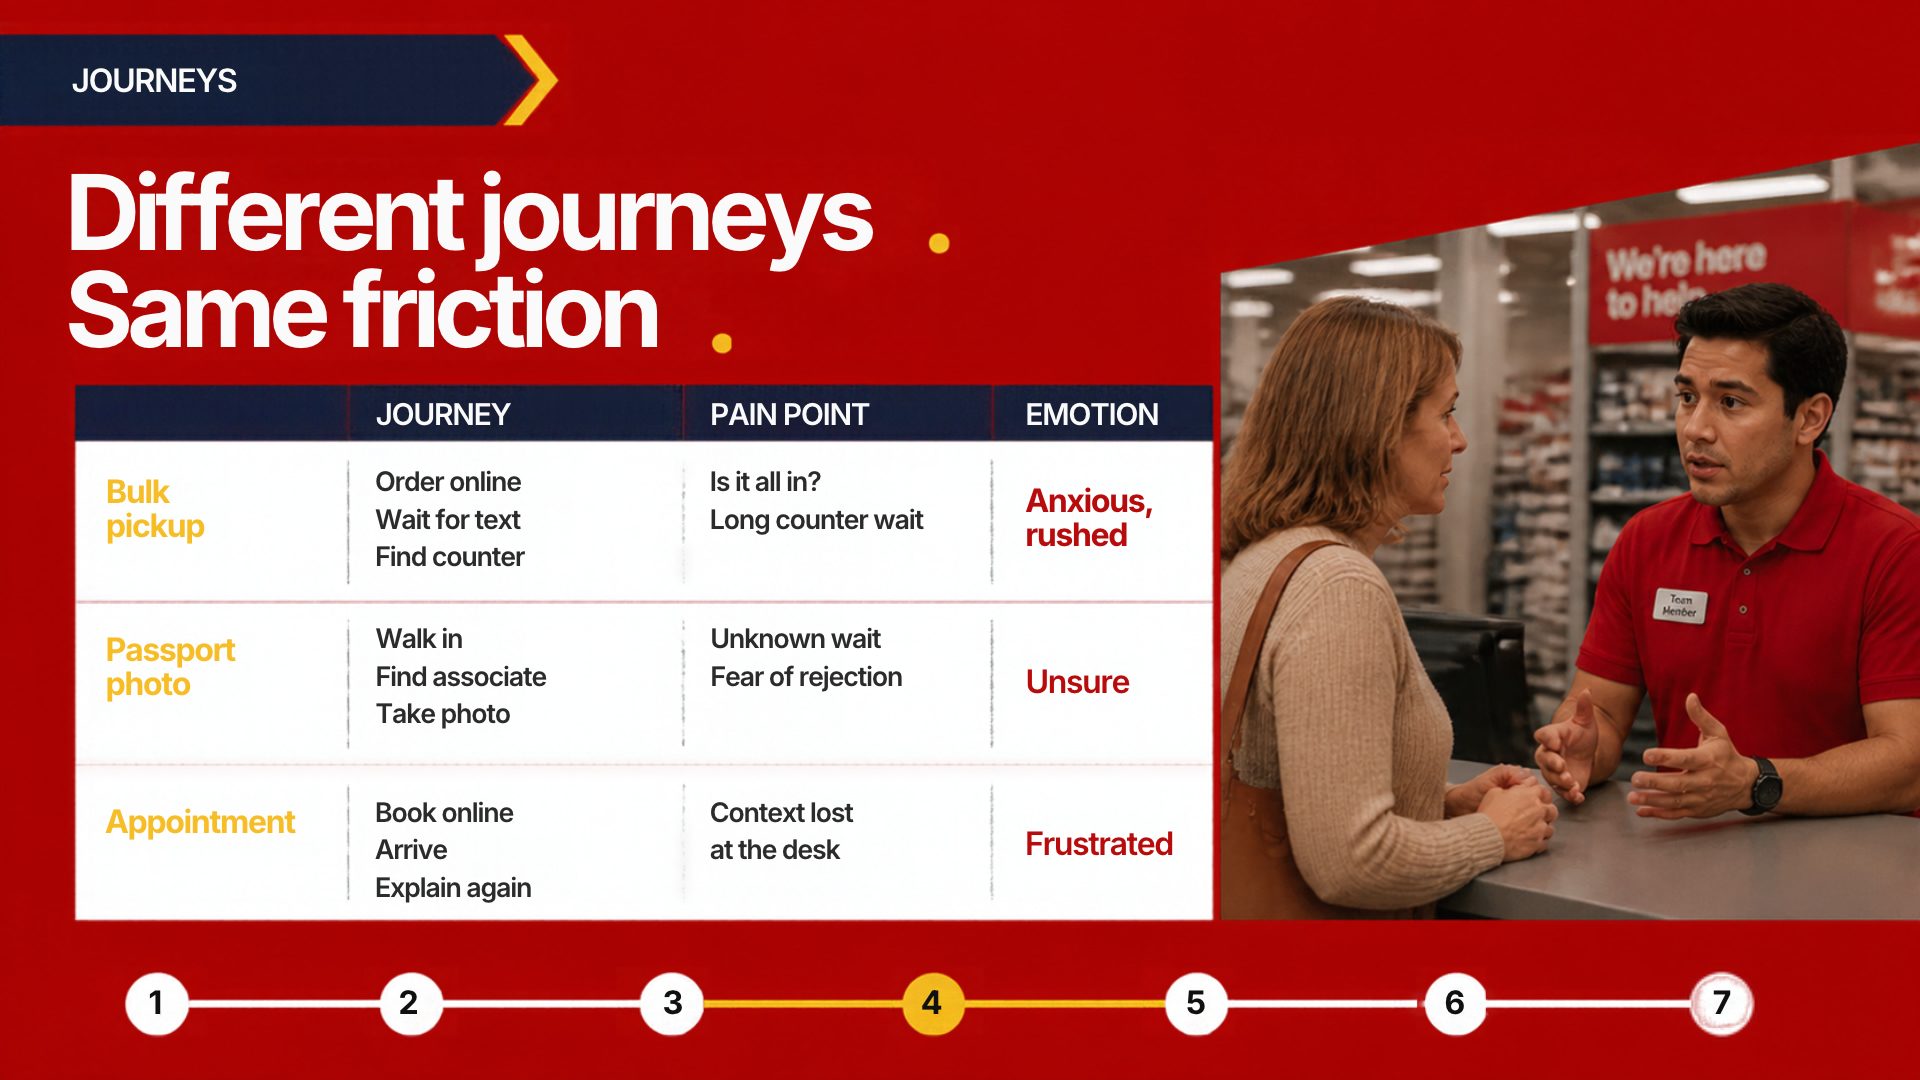 JOURNEYS
Different journeys.
Same friction.
JOURNEY PAIN POINT EMOTION
Bulk
pickup
Order online
Wait for text
Find counter
Is it all in?
Long counter wait
Anxious,
rushed
Passport
photo
Walk in
Find associate
Take photo
Unknown wait
Fear of rejection
Unsure
Appointment
Book online
Arrive
Explain again
Context lost
at the desk
Frustrated
We're here
to help
Team
Member
1 2 3 4 5 6 7